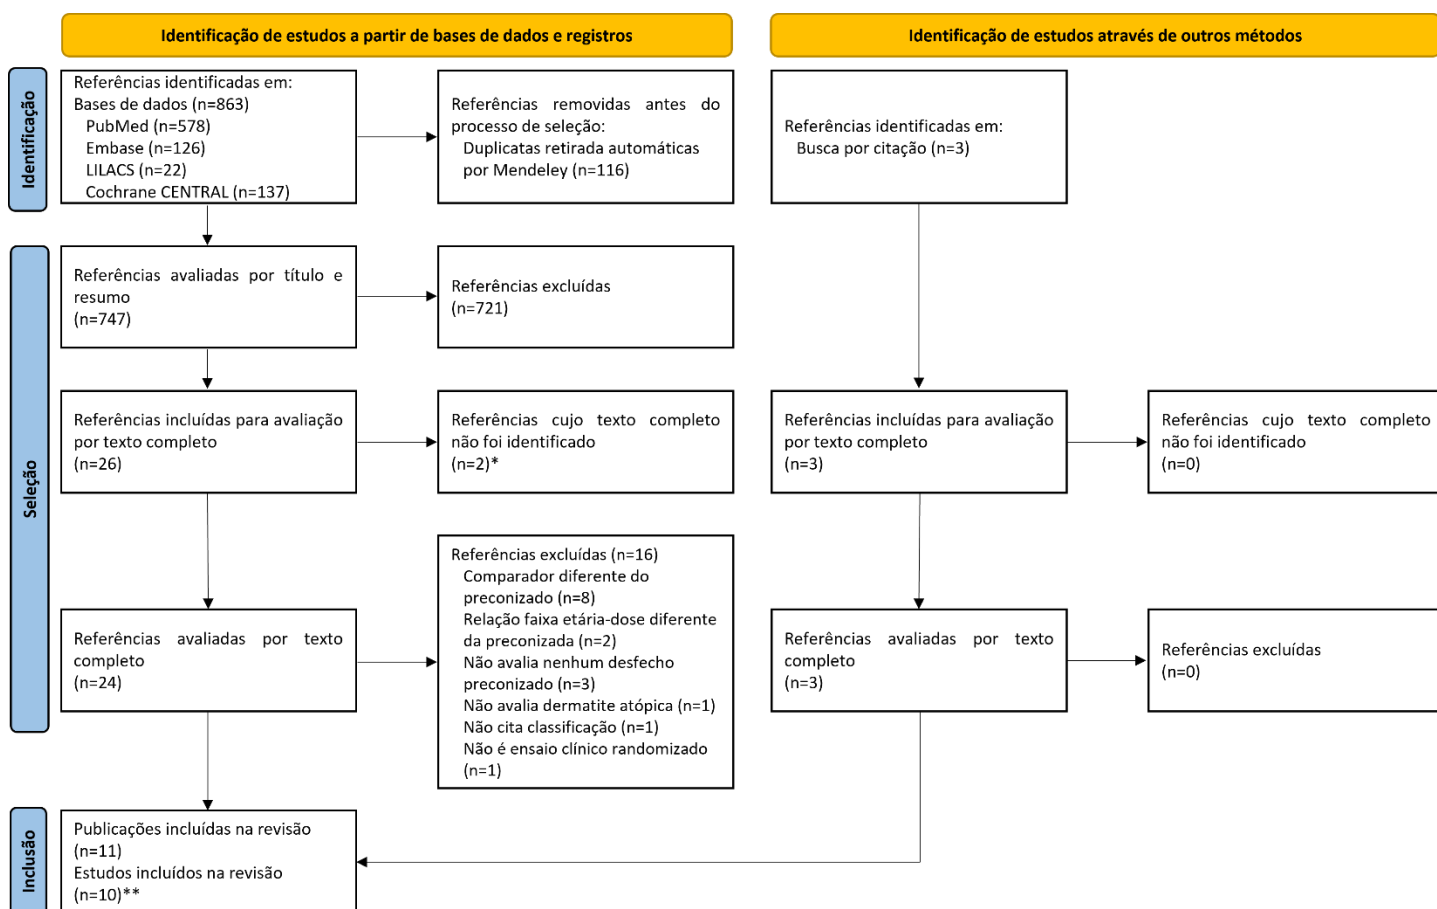 Identificação de estudos a partir de bases de dados e registros
Identificação de estudos através de outros métodos
Identificação
Referências identificadas em:
Bases de dados (n=863)
PubMed (n=578)
Embase (n=126)
LILACS (n=22)
Cochrane CENTRAL (n=137)
Referências removidas antes do
processo de seleção:
Duplicatas retirada automáticas
por Mendeley (n=116)
Referências identificadas em:
Busca por citação (n=3)
Seleção
Referências avaliadas por título e
resumo
(n=747)
Referências excluídas
(n=721)
Referências incluídas para avaliação
por texto completo
(n=26)
Referências cujo texto completo
não foi identificado
(n=2)*
Referências incluídas para avaliação
por texto completo
(n=3)
Referências cujo texto completo
não foi identificado
(n=0)
Referências avaliadas por texto
completo
(n=24)
Referências excluídas (n=16)
Comparador diferente do
preconizado (n=8)
Relação faixa etária-dose diferente
da preconizada (n=2)
Não avalia nenhum desfecho
preconizado (n=3)
Não avalia dermatite atópica (n=1)
Não cita classificação (n=1)
Não é ensaio clínico randomizado
(n=1)
Referências avaliadas por texto
completo
(n=3)
Referências excluídas
(n=0)
Inclusão
Publicações incluídas na revisão
(n=11)
Estudos incluídos na revisão
(n=10)**